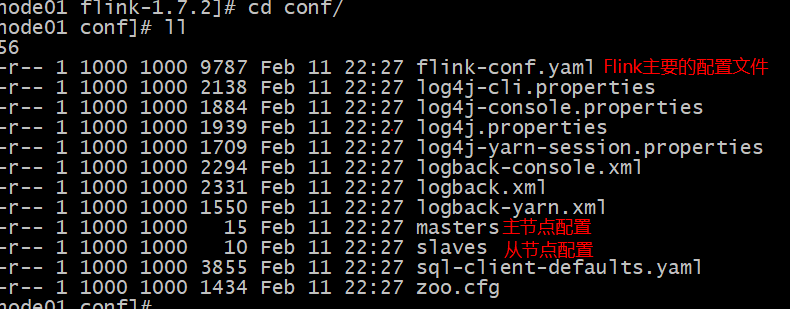 node01 flink-1.7.2]# cd conf/
node01 conf]# ll
56
-r-- 1 1000 1000 9787 Feb 11 22:27 flink-conf.yaml Flink主要的配置文件
-r-- 1 1000 1000 2138 Feb 11 22:27 log4j-cli.properties
-r-- 1 1000 1000 1884 Feb 11 22:27 log4j-console.properties
-r-- 1 1000 1000 1939 Feb 11 22:27 log4j.properties
-r-- 1 1000 1000 1709 Feb 11 22:27 log4j-yarn-session.properties
-r-- 1 1000 1000 2294 Feb 11 22:27 logback-console.xml
-r-- 1 1000 1000 2331 Feb 11 22:27 logback.xml
-r-- 1 1000 1000 1550 Feb 11 22:27 logback-yarn.xml
-r-- 1 1000 1000 15 Feb 11 22:27 masters主节点配置
-r-- 1 1000 1000 10 Feb 11 22:27 slaves 从节点配置
-r-- 1 1000 1000 3855 Feb 11 22:27 sql-client-defaults.yaml
-r-- 1 1000 1000 1434 Feb 11 22:27 zoo.cfg
node01 conf]#